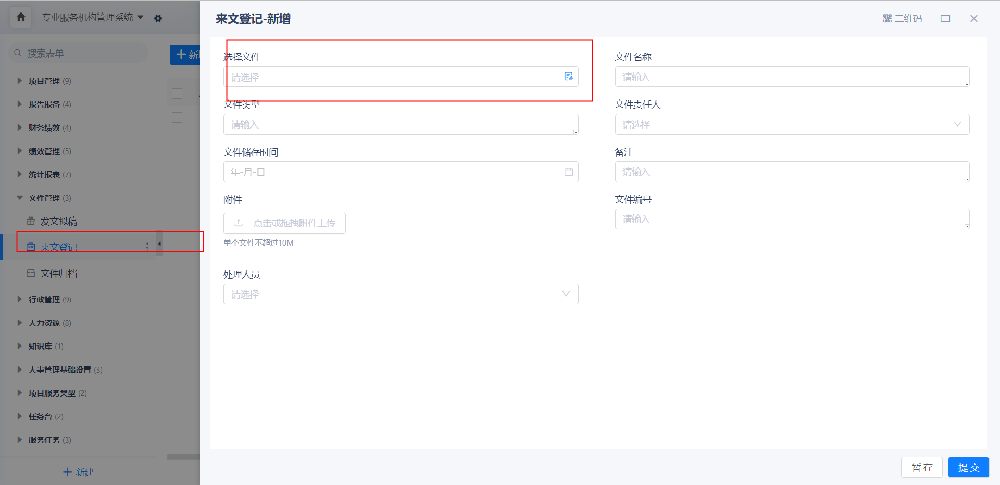 专业服务机构管理系统
搜索表单
项目管理 (9)
报告报备 (4)
财务绩效 (4)
绩效管理 (5)
统计报表 (7)
文件管理 (3)
发文拟稿
来文登记
文件归档
行政管理 (9)
人力资源 (8)
知识库 (1)
人事管理基础设置 (3)
项目服务类型 (2)
任务台 (2)
服务任务 (3)
新建
来文登记-新增
二维码
选择文件
请选择
文件名称
请输入
文件类型
请输入
文件责任人
请选择
文件储存时间
年-月-日
备注
请输入
附件
点击或拖拽附件上传
单个文件不超过10M
文件编号
请输入
处理人员
请选择
暂存
提交